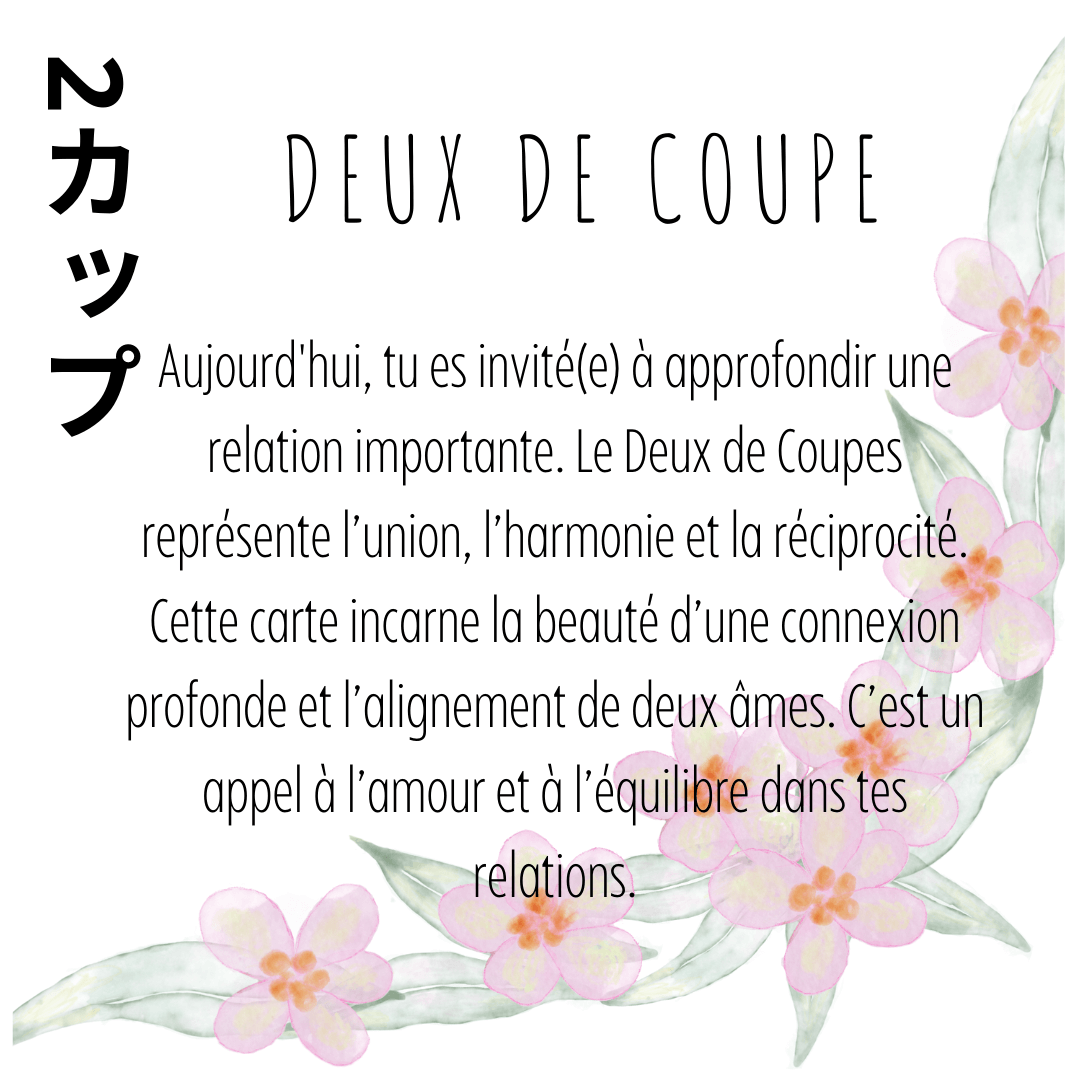 2カップ
DEUX DE COUPE
Aujourd'hui, tu es invité(e) à approfondir une
relation importante. Le Deux de Coupes
représente l’union, l’harmonie et la réciprocité.
Cette carte incarne la beauté d’une connexion
profonde et l’alignement de deux âmes. C’est un
appel à l’amour et à l’équilibre dans tes
relations.